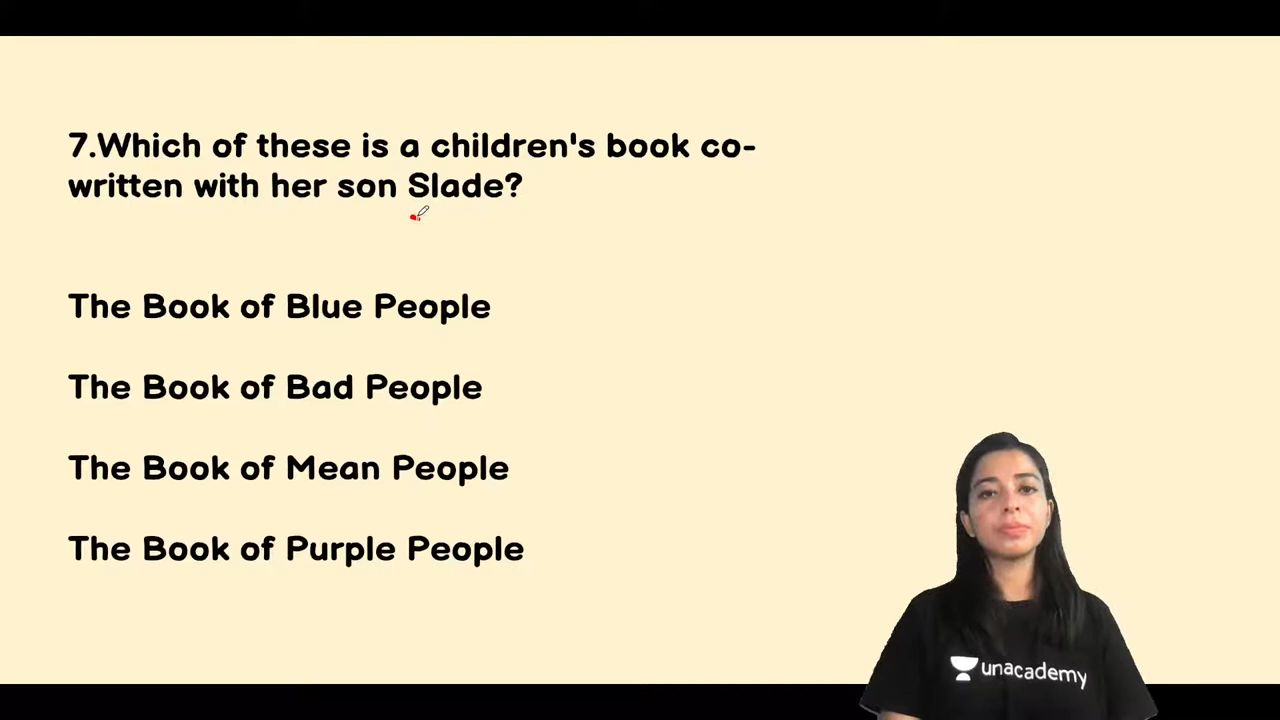 7.Which of these is a children's book co-
written with her son Slade?
The Book of Blue People
The Book of Bad People
The Book of Mean People
The Book of Purple People
unacademy